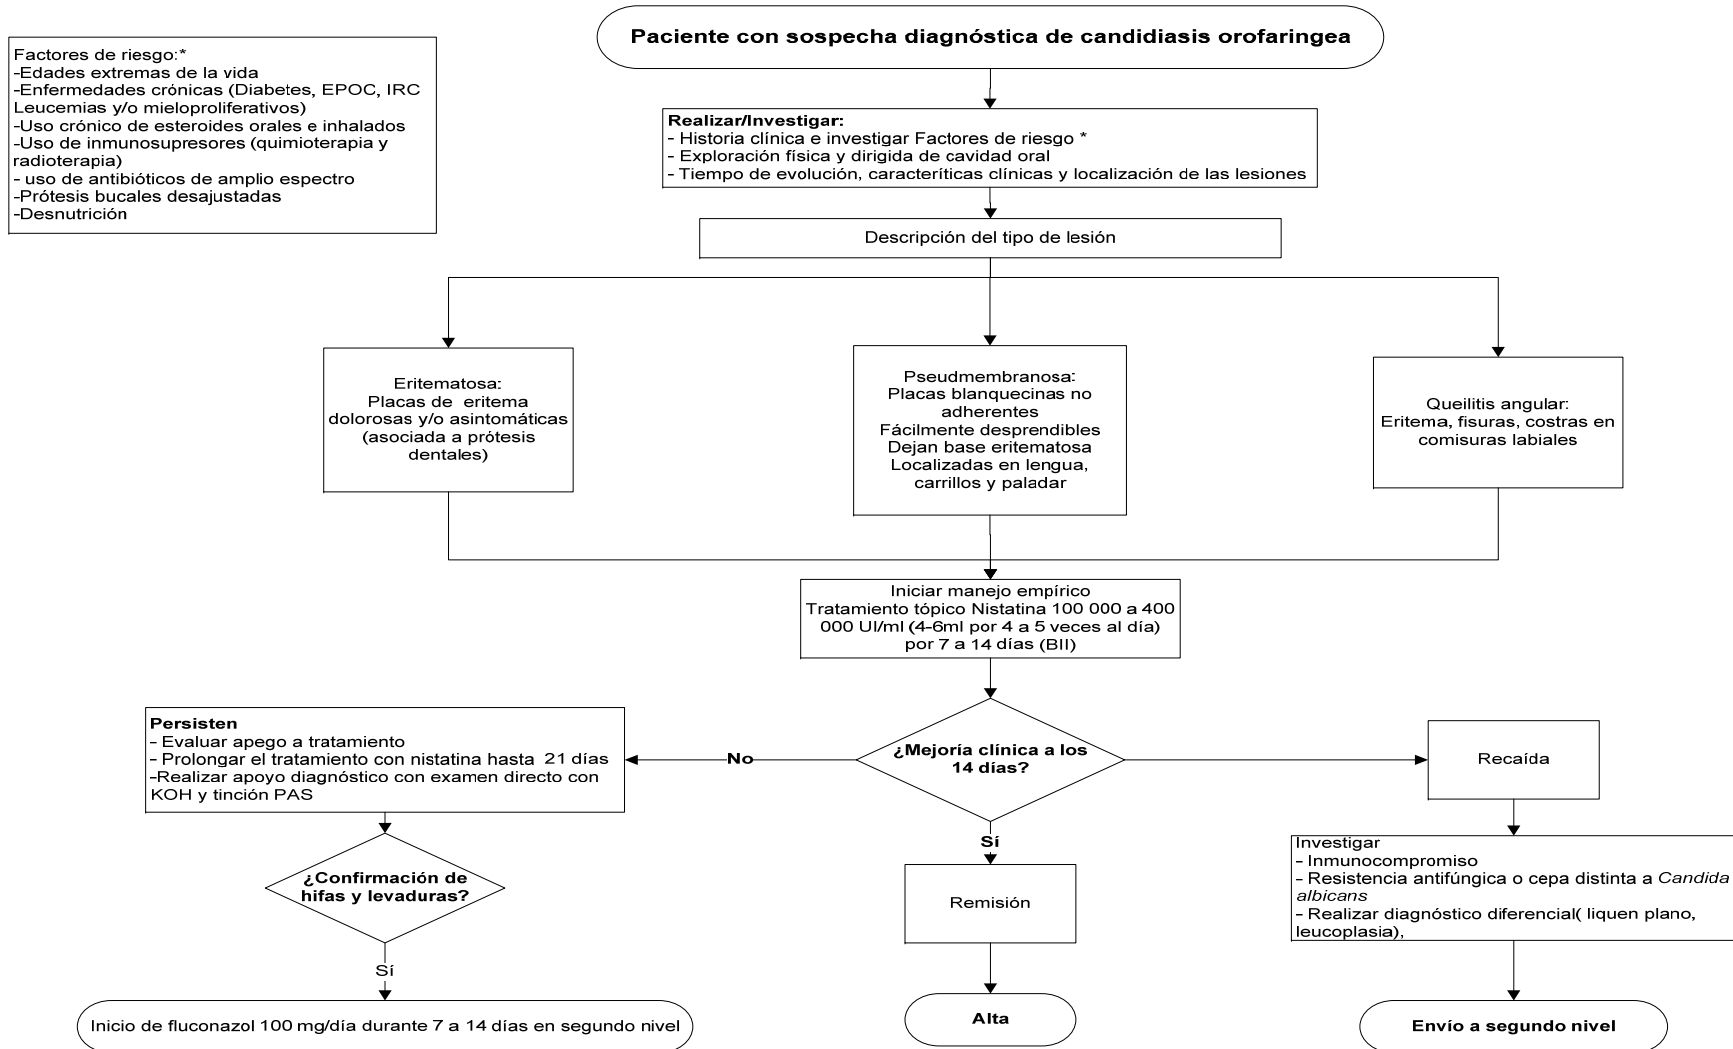 Paciente con sospecha diagnóstica de candidiasis orofaringea
Factores de riesgo:*
-Edades extremas de la vida
-Enfermedades crónicas (Diabetes, EPOC, IRC
Leucemias y/o mieloproliferativos)
-Uso crónico de esteroides orales e inhalados
-Uso de inmunosupresores (quimioterapia y
radioterapia)
- uso de antibióticos de amplio espectro
-Prótesis bucales desajustadas
-Desnutrición
Realizar/Investigar:
- Historia clínica e investigar Factores de riesgo *
- Exploración física y dirigida de cavidad oral
- Tiempo de evolución, caraceríticas clínicas y localización de las lesiones
Descripción del tipo de lesión
Eritematosa:
Placas de eritema
dolorosas y/o asintomáticas
(asociada a prótesis
dentales)
Pseudmembranosa:
Placas blanquecinas no
adherentes
Fácilmente desprendibles
Dejan base eritematosa
Localizadas en lengua,
carrillos y paladar
Queilitis angular:
Eritema, fisuras, costras en
comisuras labiales
Iniciar manejo empírico
Tratamiento tópico Nistatina 100 000 a 400
000 UI/ml (4-6ml por 4 a 5 veces al día)
por 7 a 14 días (BII)
Persisten
- Evaluar apego a tratamiento
- Prolongar el tratamiento con nistatina hasta 21 días
-Realizar apoyo diagnóstico con examen directo con
KOH y tinción PAS
No
¿Mejoría clínica a los
14 días?
Recaída
Sí
¿Confirmación de
hifas y levaduras?
Remisión
Investigar
- Inmunocompromiso
- Resistencia antifúngica o cepa distinta a Candida
albicans
- Realizar diagnóstico diferencial( liquen plano,
leucoplasia),
Sí
Inicio de fluconazol 100 mg/día durante 7 a 14 días en segundo nivel
Alta
Envío a segundo nivel